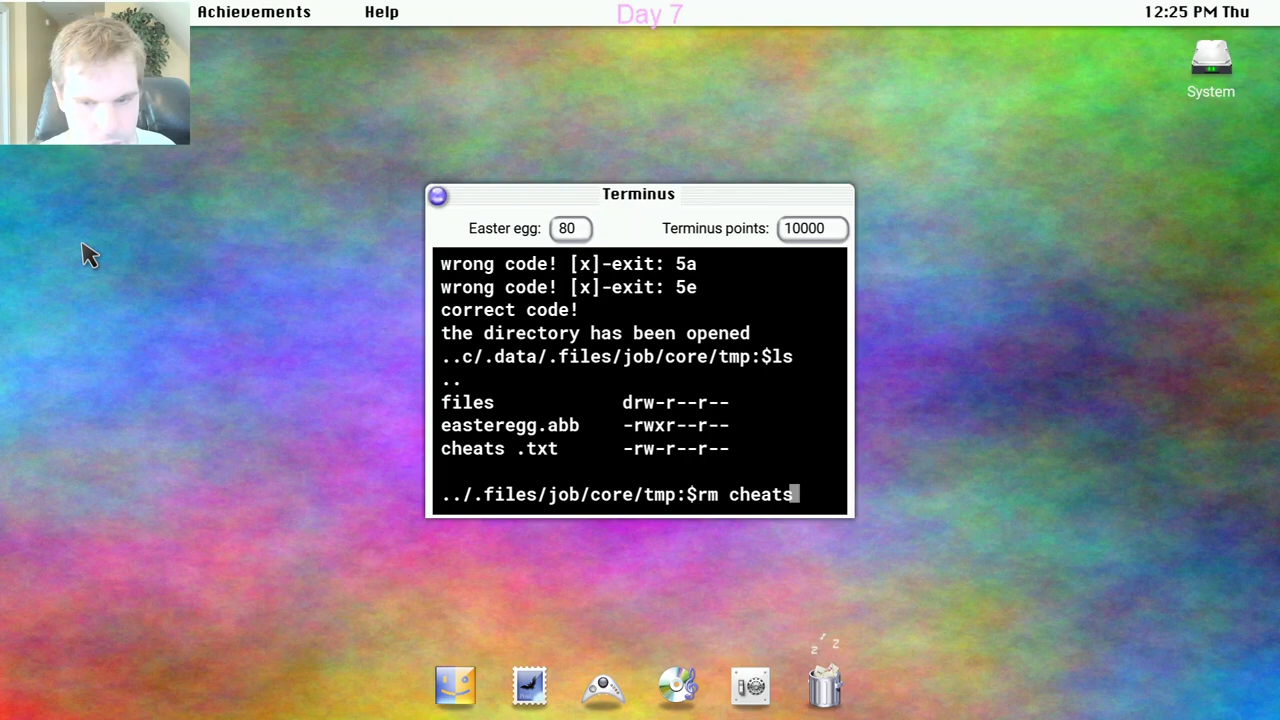 Achievements Help Day 7 12:25 PM Thu
System
Terminus
Easter egg: 80 Terminus points: 10000
wrong code! [x]-exit: 5a
wrong code! [x]-exit: 5e
correct code!
the directory has been opened
..c/.data/.files/job/core/tmp:$ls
..
files drw-r--r--
easteregg.abb -rwxr--r--
cheats .txt -rw-r--r--
../.files/job/core/tmp:$rm cheats
z z